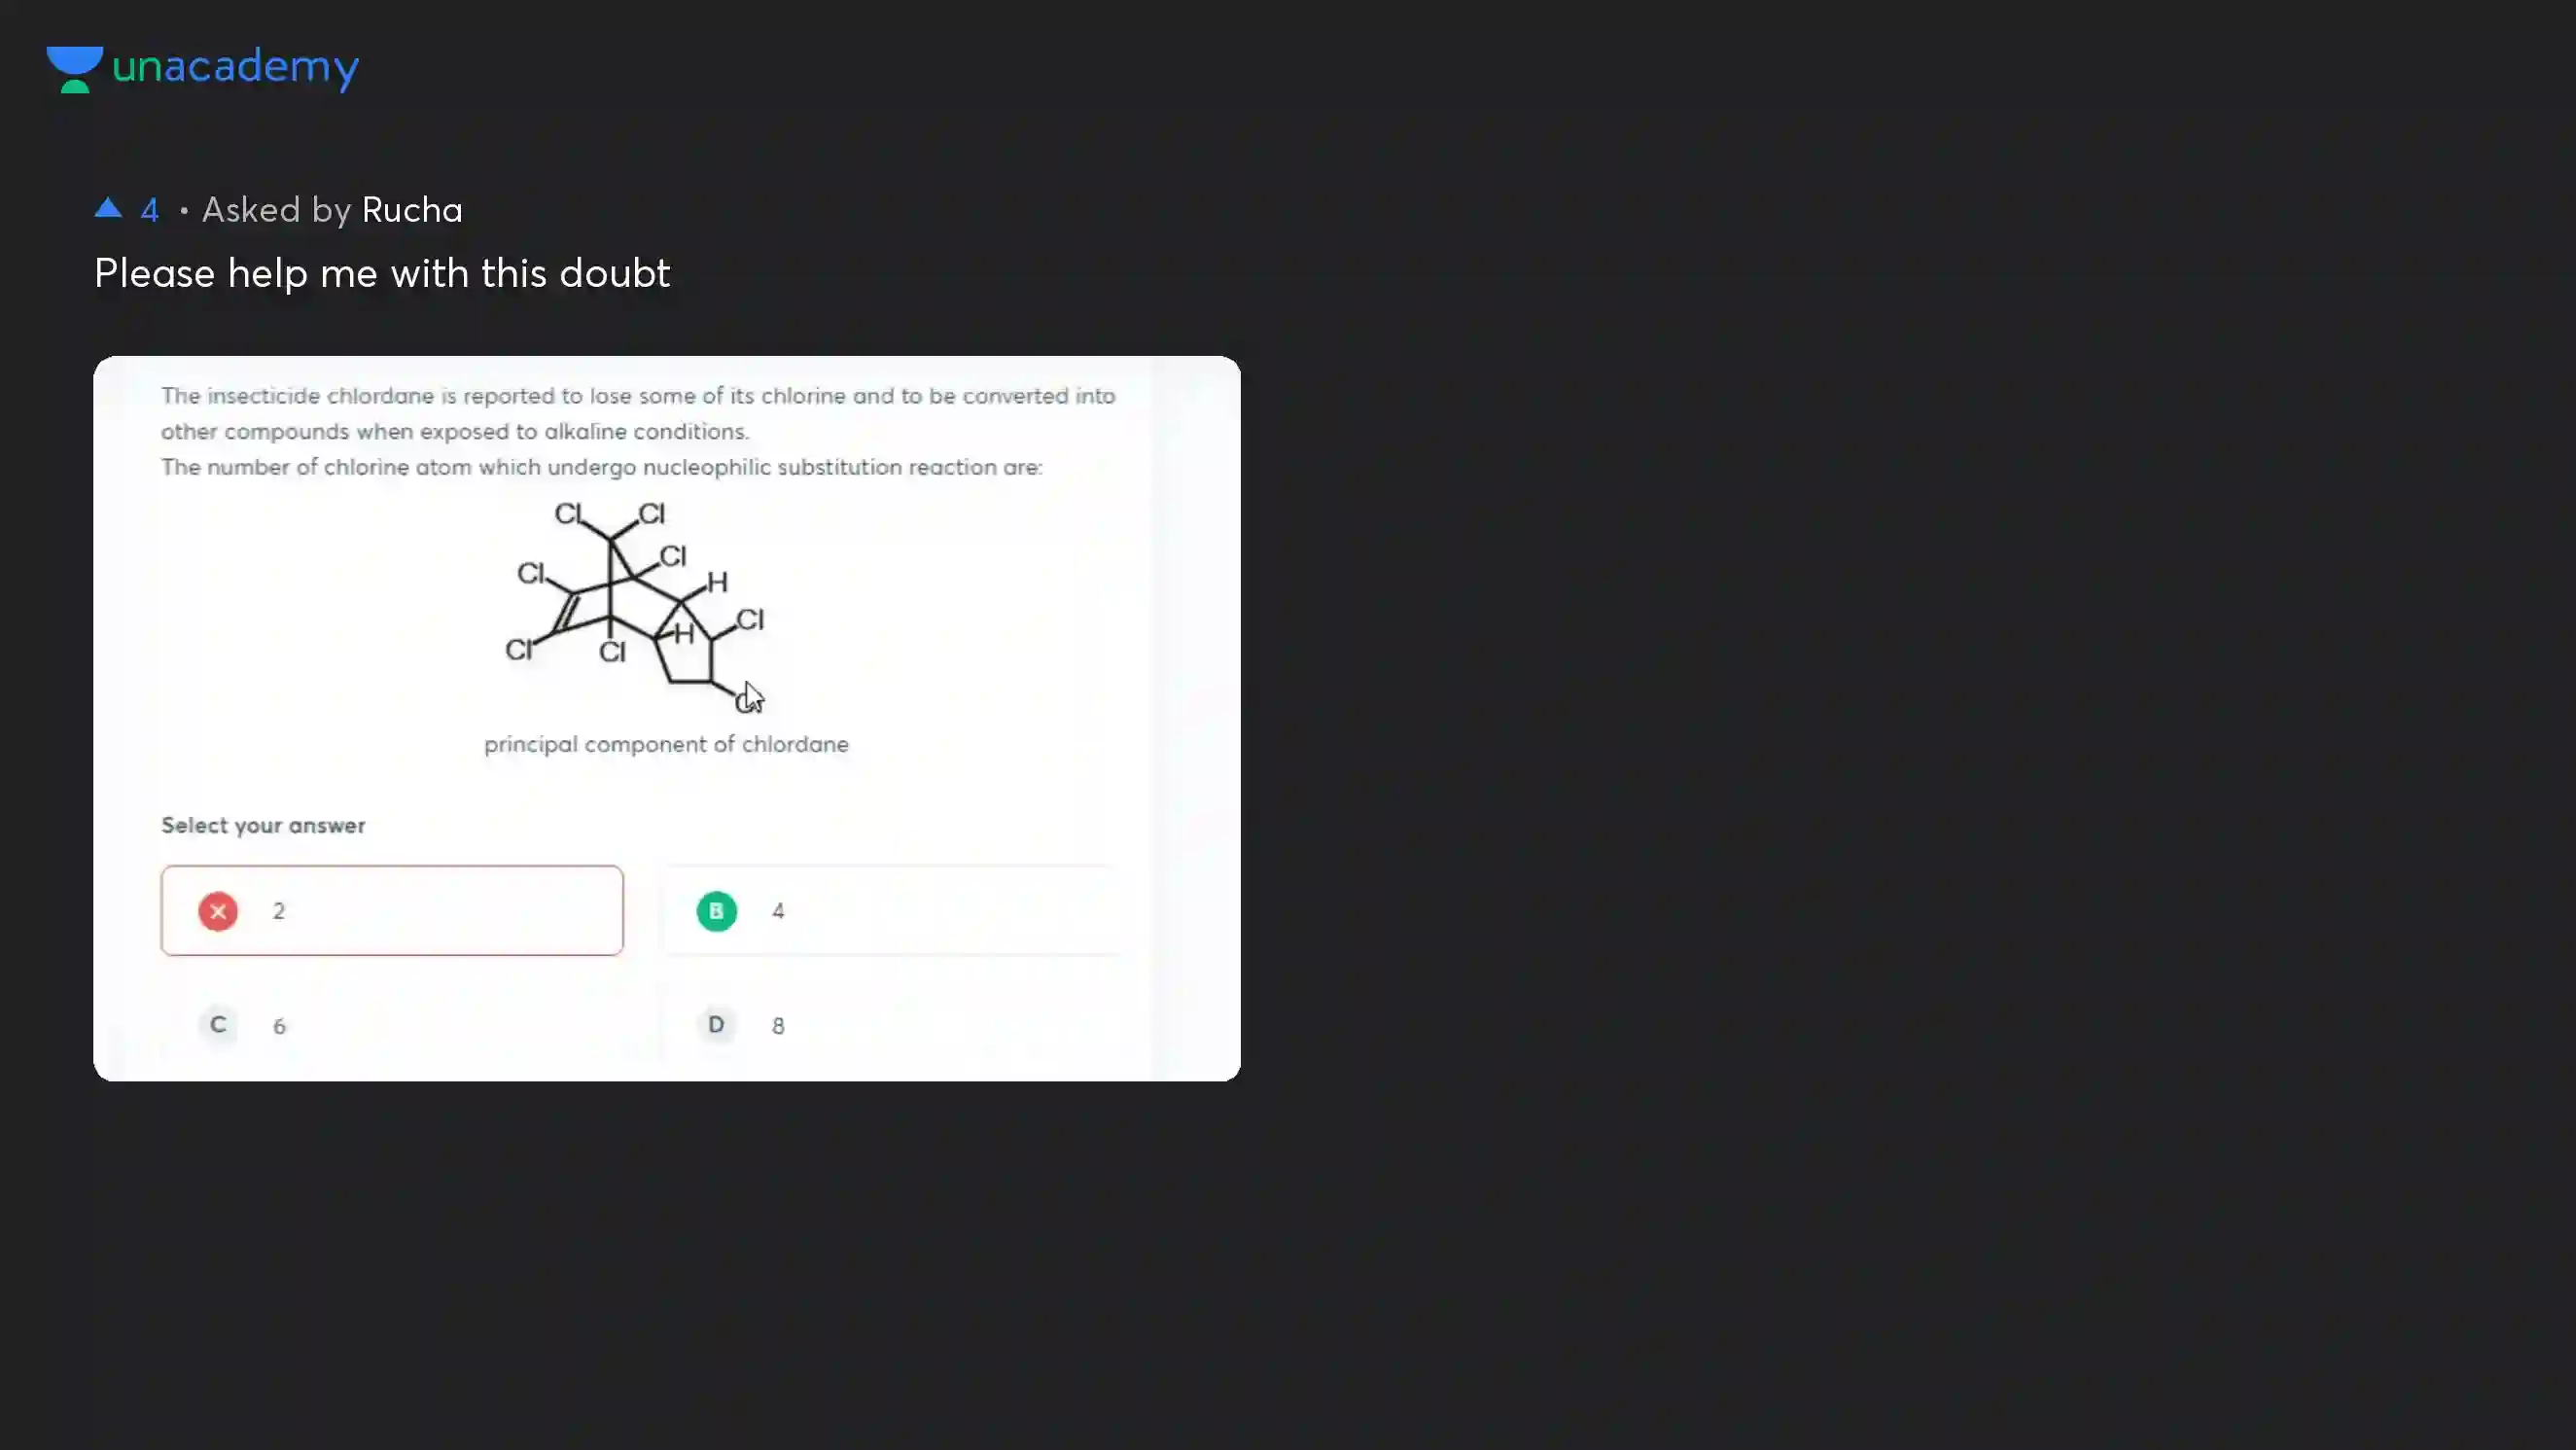 unacademy
4 • Asked by Rucha
Please help me with this doubt
The insecticide chlordane is reported to lose some of its chlorine and to be converted into
other compounds when exposed to alkaline conditions.
The number of chlorine atom which undergo nucleophilic substitution reaction are:
Cl Cl
Cl
Cl H
Cl
H
Cl Cl
principal component of chlordane
Select your answer
2
B 4
C 6
D 8